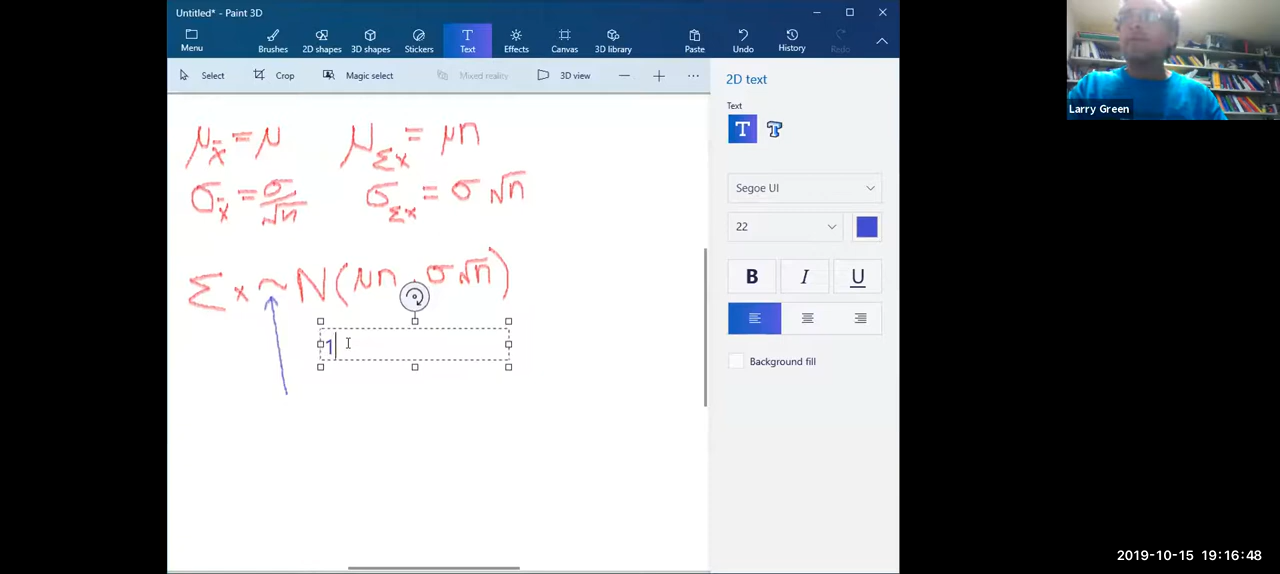 Untitled* - Paint 3D
Menu Brushes 2D shapes 3D shapes Stickers Text Effects Canvas 3D library Paste Undo History Redo
Select Crop Magic select Mixed reality 3D view
2D text
Text
Segoe UI
22
B I U
Background fill
μx̄ = μ μΣx = μn
σx̄ = σ/√n σΣx = σ√n
Σx ~ N(μn, σ√n)
1
Larry Green
2019-10-15 19:16:48